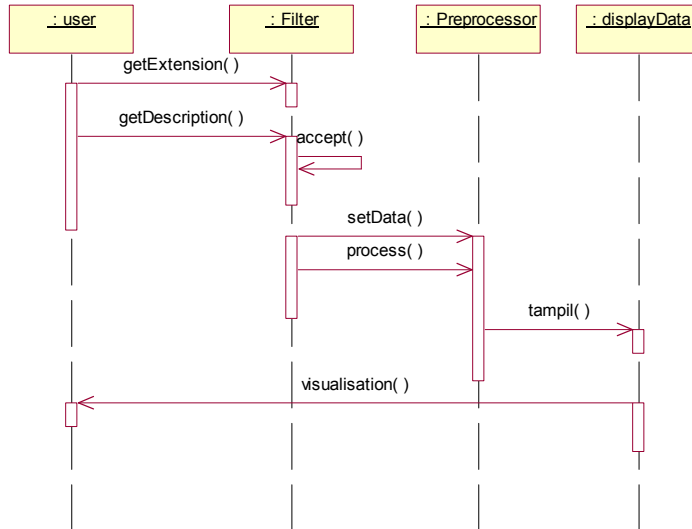 : user
: Filter
: Preprocessor
: displayData
getExtension( )
getDescription( )
accept( )
setData( )
process( )
tampil( )
visualisation( )